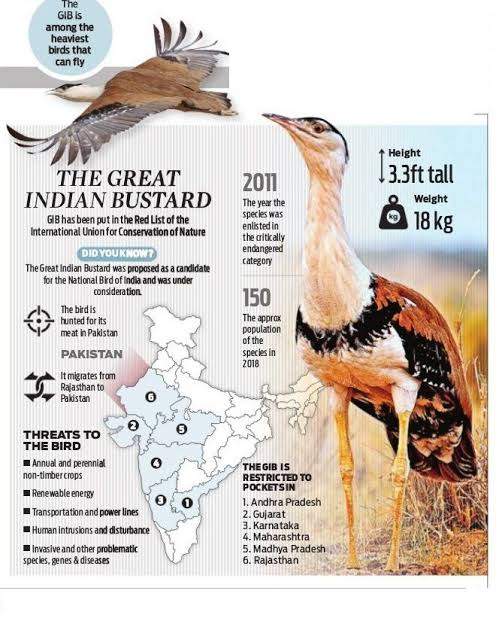 The
GiB is
among the
heaviest
birds that
can fly
THE GREAT
INDIAN BUSTARD
GIB has been put in the Red List of the
International Union for Conservation of Nature
DID YOU KNOW?
The Great Indian Bustard was proposed as a candidate
for the National Bird of India and was under
consideration.
The bird is
hunted for its
meat in Pakistan
PAKISTAN
It migrates from
Rajasthan to
Pakistan
THREATS TO
THE BIRD
Annual and perennial
non-timber crops
Renewable energy
Transportation and power lines
Human intrusions and disturbance
Invasive and other problematic
species, genes & diseases
6
2
5
4
3
1
2011
The year the
species was
enlisted in
the critically
endangered
category
150
The approx
population
of the
species in
2018
Height
3.3ft tall
kg
Weight
18 kg
THE GIB IS
RESTRICTED TO
POCKETS IN
1. Andhra Pradesh
2. Gujarat
3. Karnataka
4. Maharashtra
5. Madhya Pradesh
6. Rajasthan